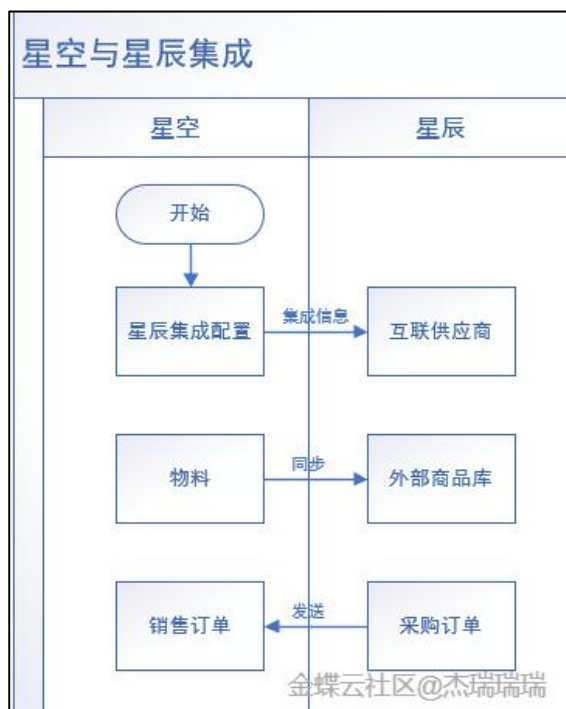 星空与星辰集成
星空
星辰
开始
星辰集成配置
集成信息
互联供应商
物料
同步
外部商品库
销售订单
发送
采购订单
金蝶云社区@杰瑞瑞瑞